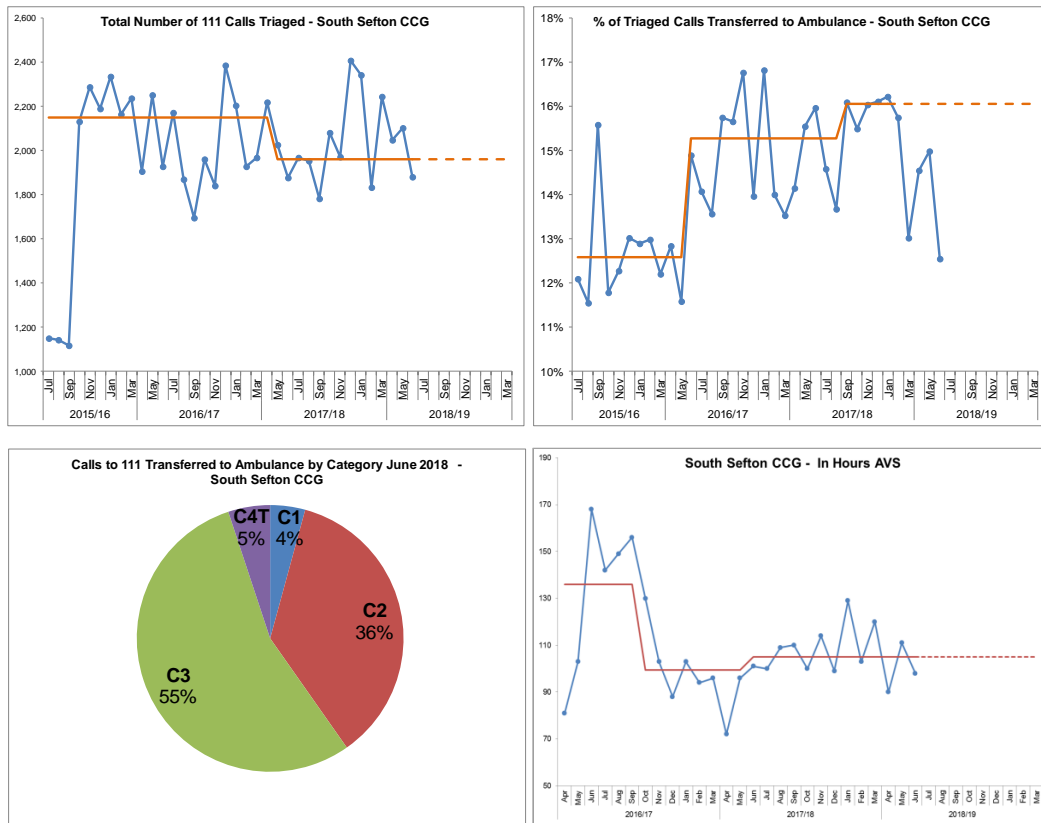 Total Number of 111 Calls Triaged - South Sefton CCG
2,600
2,400
2,200
2,000
1,800
1,600
1,400
1,200
1,000
Jul Sep Nov Jan Mar May Jul Sep Nov Jan Mar May Jul Sep Nov Jan Mar May Jul Sep Nov Jan Mar
2015/16 2016/17 2017/18 2018/19
% of Triaged Calls Transferred to Ambulance - South Sefton CCG
18%
17%
16%
15%
14%
13%
12%
11%
10%
Jul Sep Nov Jan Mar May Jul Sep Nov Jan Mar May Jul Sep Nov Jan Mar May Jul Sep Nov Jan Mar
2015/16 2016/17 2017/18 2018/19
Calls to 111 Transferred to Ambulance by Category June 2018 -
South Sefton CCG
C4T
5%
C1
4%
C2
36%
C3
55%
South Sefton CCG - In Hours AVS
190
170
150
130
110
90
70
50
Apr May Jun Jul Aug Sep Oct Nov Dec Jan Feb Mar Apr May Jun Jul Aug Sep Oct Nov Dec Jan Feb Mar Apr May Jun Jul Aug Sep Oct Nov Dec Jan Feb Mar
2016/17 2017/18 2018/19